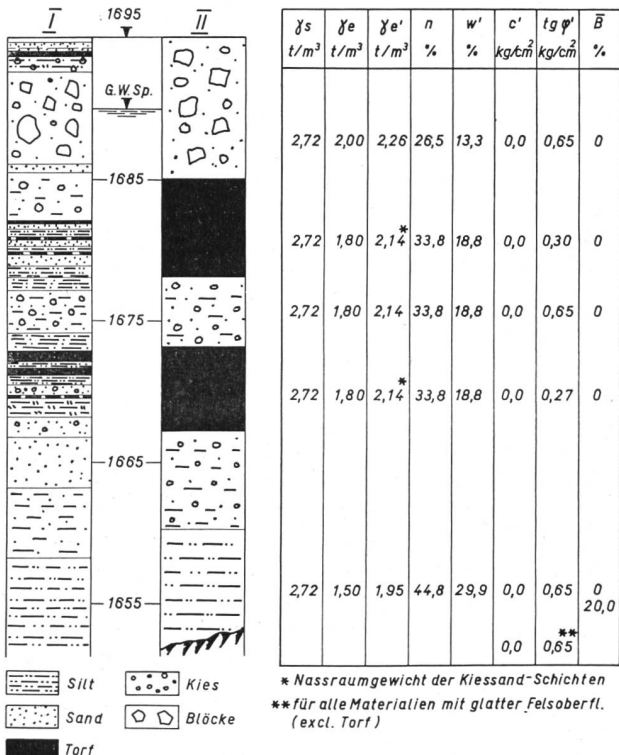 I 1695 II
G.W.Sp.
1685
1675
1665
1655
γs γe γe' n w' c' tg φ' B̅
t/m³ t/m³ t/m³ % % kg/cm² kg/cm² %
2,72 2,00 2,26 26,5 13,3 0,0 0,65 0
2,72 1,80 2,14* 33,8 18,8 0,0 0,30 0
2,72 1,80 2,14 33,8 18,8 0,0 0,65 0
2,72 1,80 2,14* 33,8 18,8 0,0 0,27 0
2,72 1,50 1,95 44,8 29,9 0,0 0,65 0
20,0
0,0 0,65**
Silt Kies
Sand Blöcke
Torf
* Nassraumgewicht der Kiessand-Schichten
** für alle Materialien mit glatter Felsoberfl.
(excl. Torf)